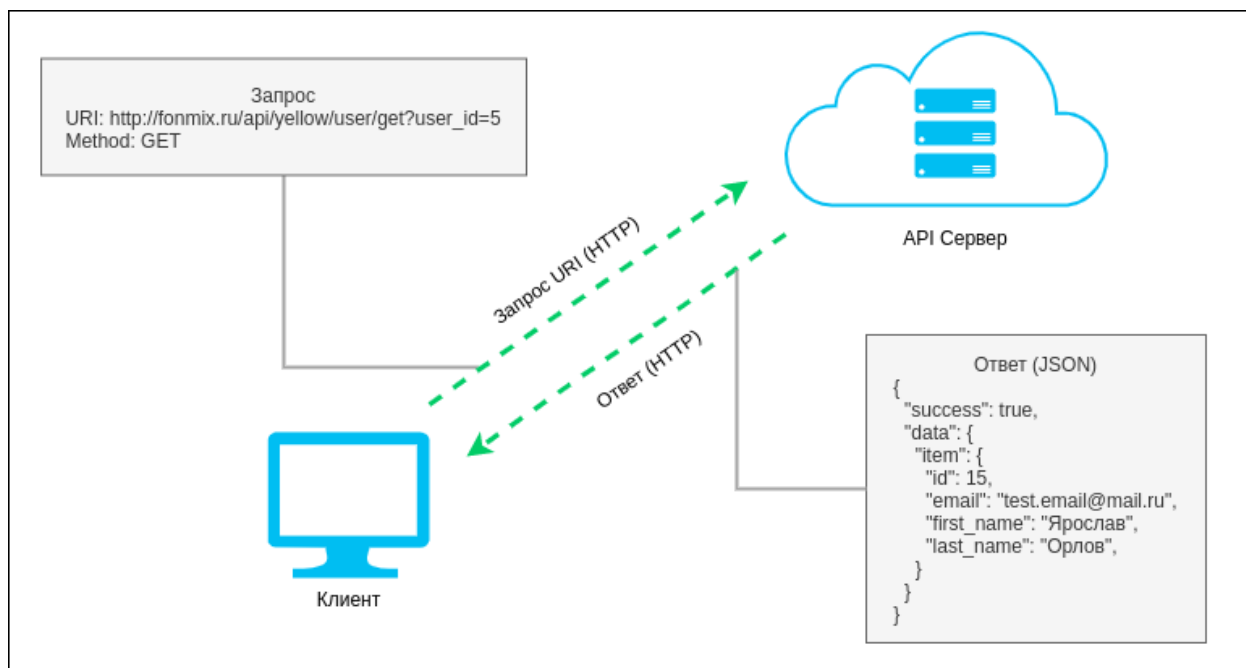 Запрос
URI: http://fonmix.ru/api/yellow/user/get?user_id=5
Method: GET
API Сервер
Запрос URI (HTTP)
Ответ (HTTP)
Клиент
Ответ (JSON)
{
"success": true,
"data": {
"item": {
"id": 15,
"email": "test.email@mail.ru",
"first_name": "Ярослав",
"last_name": "Орлов",
}
}
}